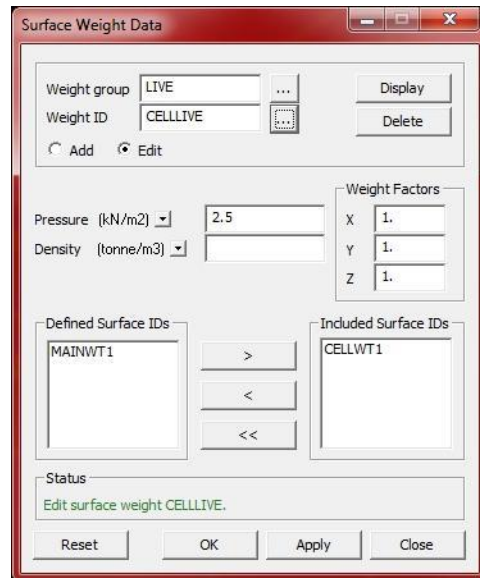 Surface Weight Data
Weight group LIVE ... Display
Weight ID CELLLIVE ... Delete
Add Edit
Weight Factors
Pressure (kN/m2) 2.5 X 1.
Density (tonne/m3) Y 1.
Z 1.
Defined Surface IDs Included Surface IDs
MAINWT1 > CELLWT1
<
<<
Status
Edit surface weight CELLLIVE.
Reset OK Apply Close